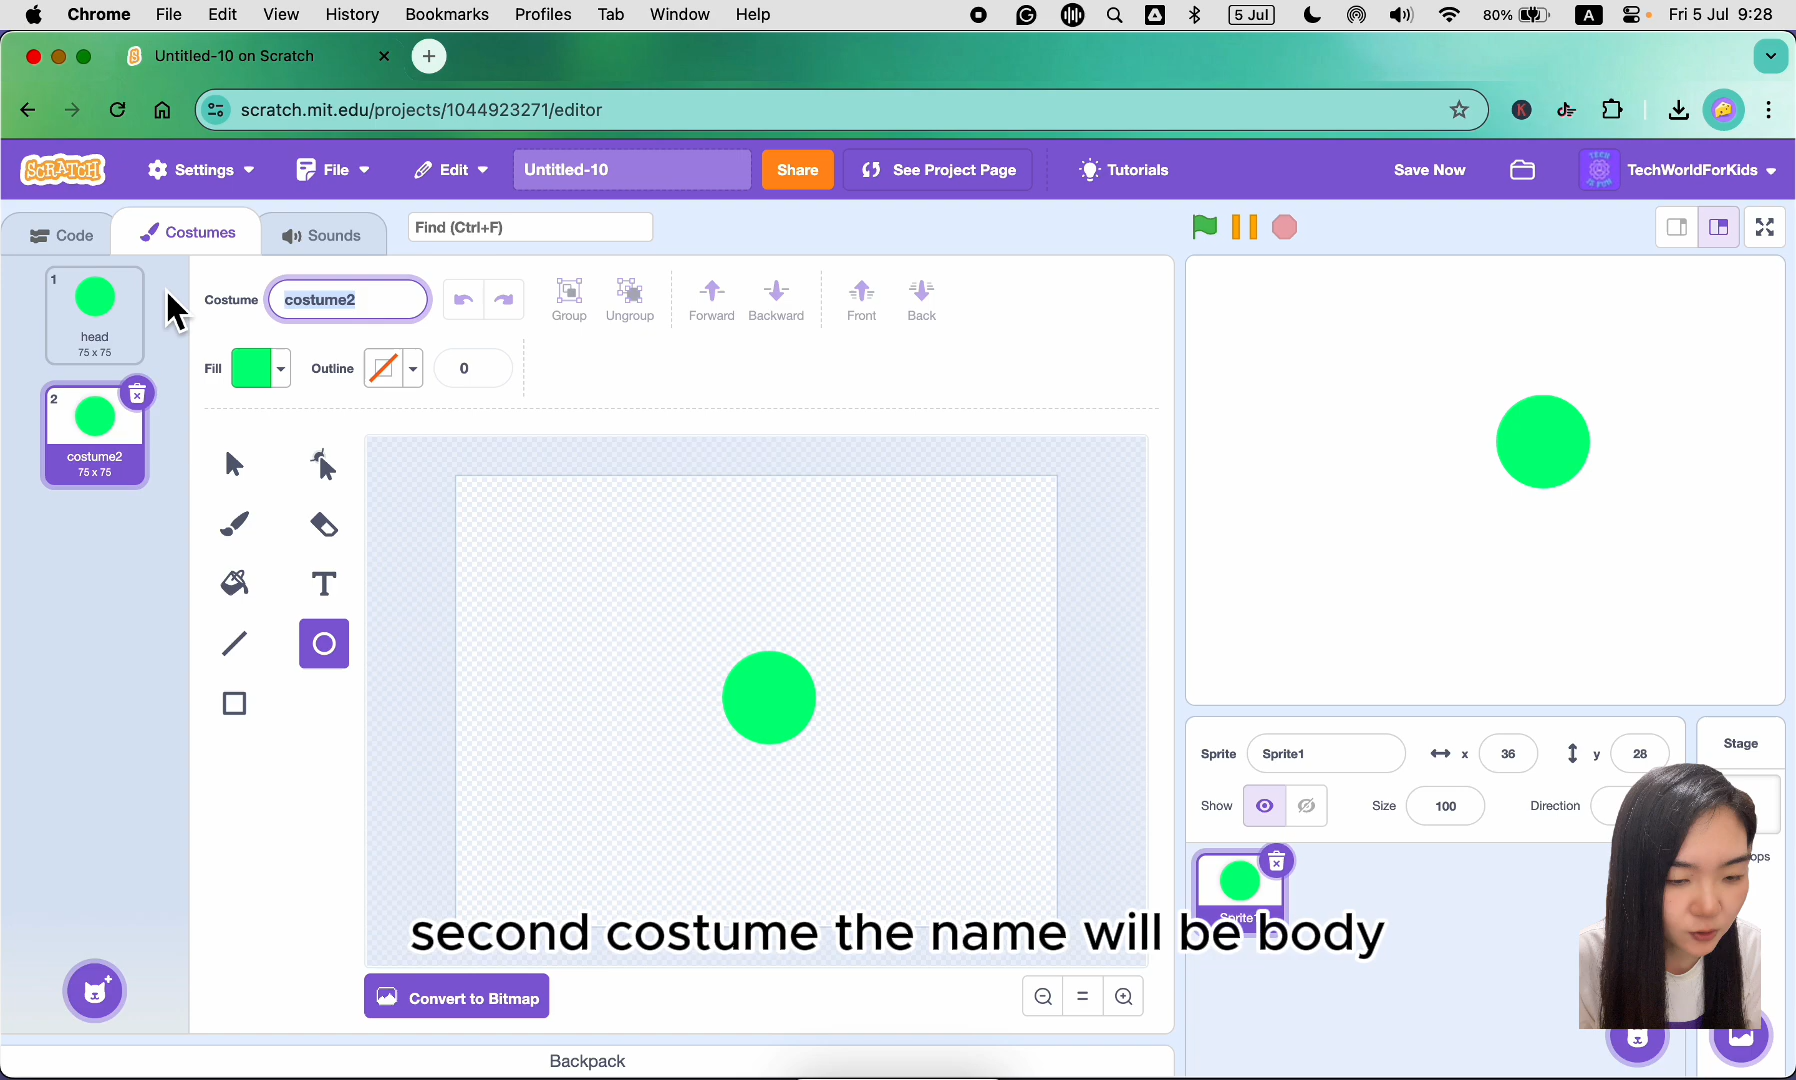 Chrome File Edit View History Bookmarks Profiles Tab Window Help 5 Jul 80% A Fri 5 Jul 9:28
Untitled-10 on Scratch
scratch.mit.edu/projects/1044923271/editor
SCRATCH Settings File Edit Untitled-10 Share See Project Page Tutorials Save Now TechWorldForKids
Code Costumes Sounds Find (Ctrl+F)
1
head
75 x 75
2
costume2
75 x 75
Costume costume2 Group Ungroup Forward Backward Front Back
Fill Outline 0
T
Convert to Bitmap
Backpack
Sprite Sprite1 x 36 y 28
Show Size 100 Direction
Sprite1
Stage
ops
second costume the name will be body